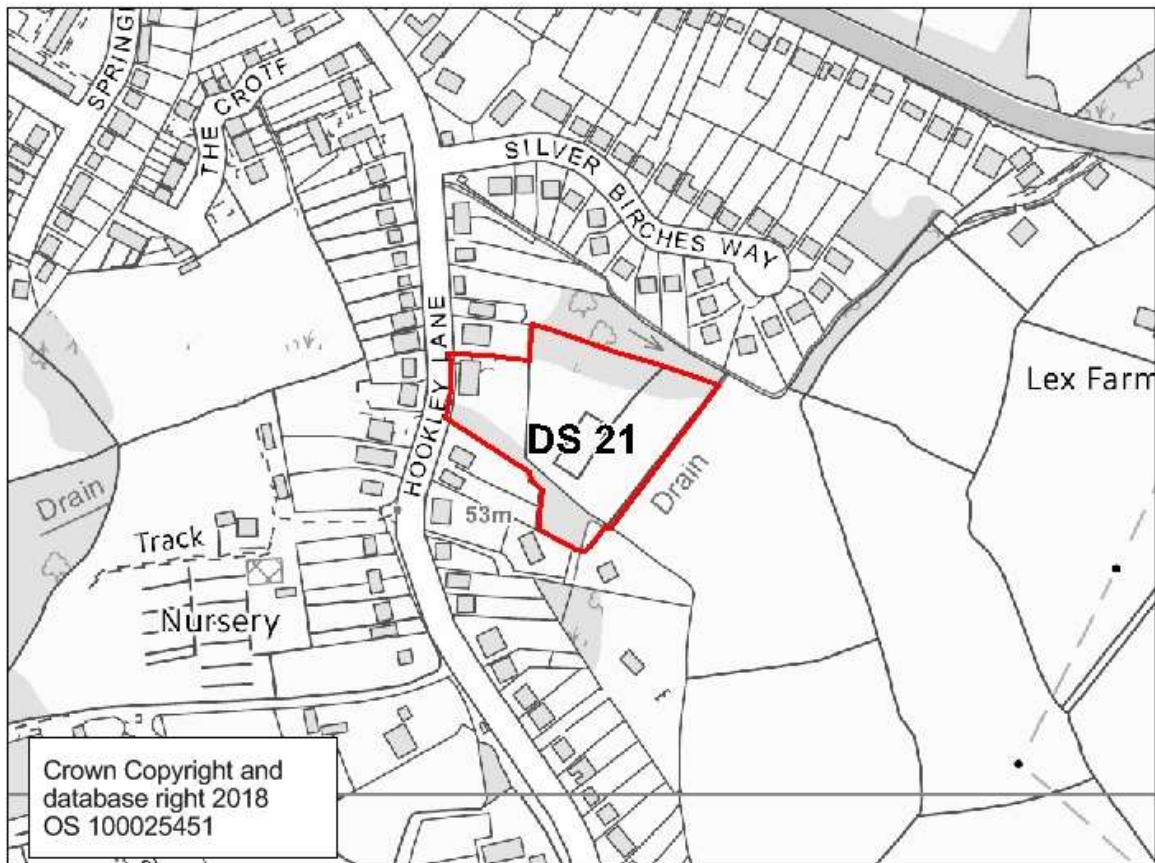 SPRING
THE CROTF
SILVER BIRCHES WAY
HOOKLEY LANE
Lex Farm
DS 21
Drain
Drain
53m
Track
Nursery
Crown Copyright and
database right 2018
OS 100025451